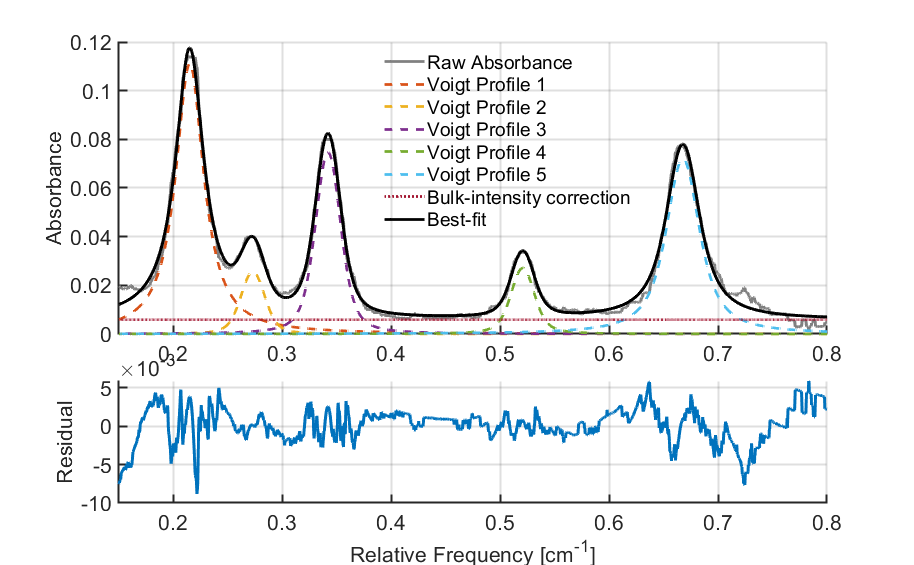 0.12
0.1
0.08
0.06
0.04
0.02
0
Absorbance
Raw Absorbance
Voigt Profile 1
Voigt Profile 2
Voigt Profile 3
Voigt Profile 4
Voigt Profile 5
Bulk-intensity correction
Best-fit
0.2 0.3 0.4 0.5 0.6 0.7 0.8
×10⁻³
5
0
-5
-10
Residual
0.2 0.3 0.4 0.5 0.6 0.7 0.8
Relative Frequency [cm⁻¹]